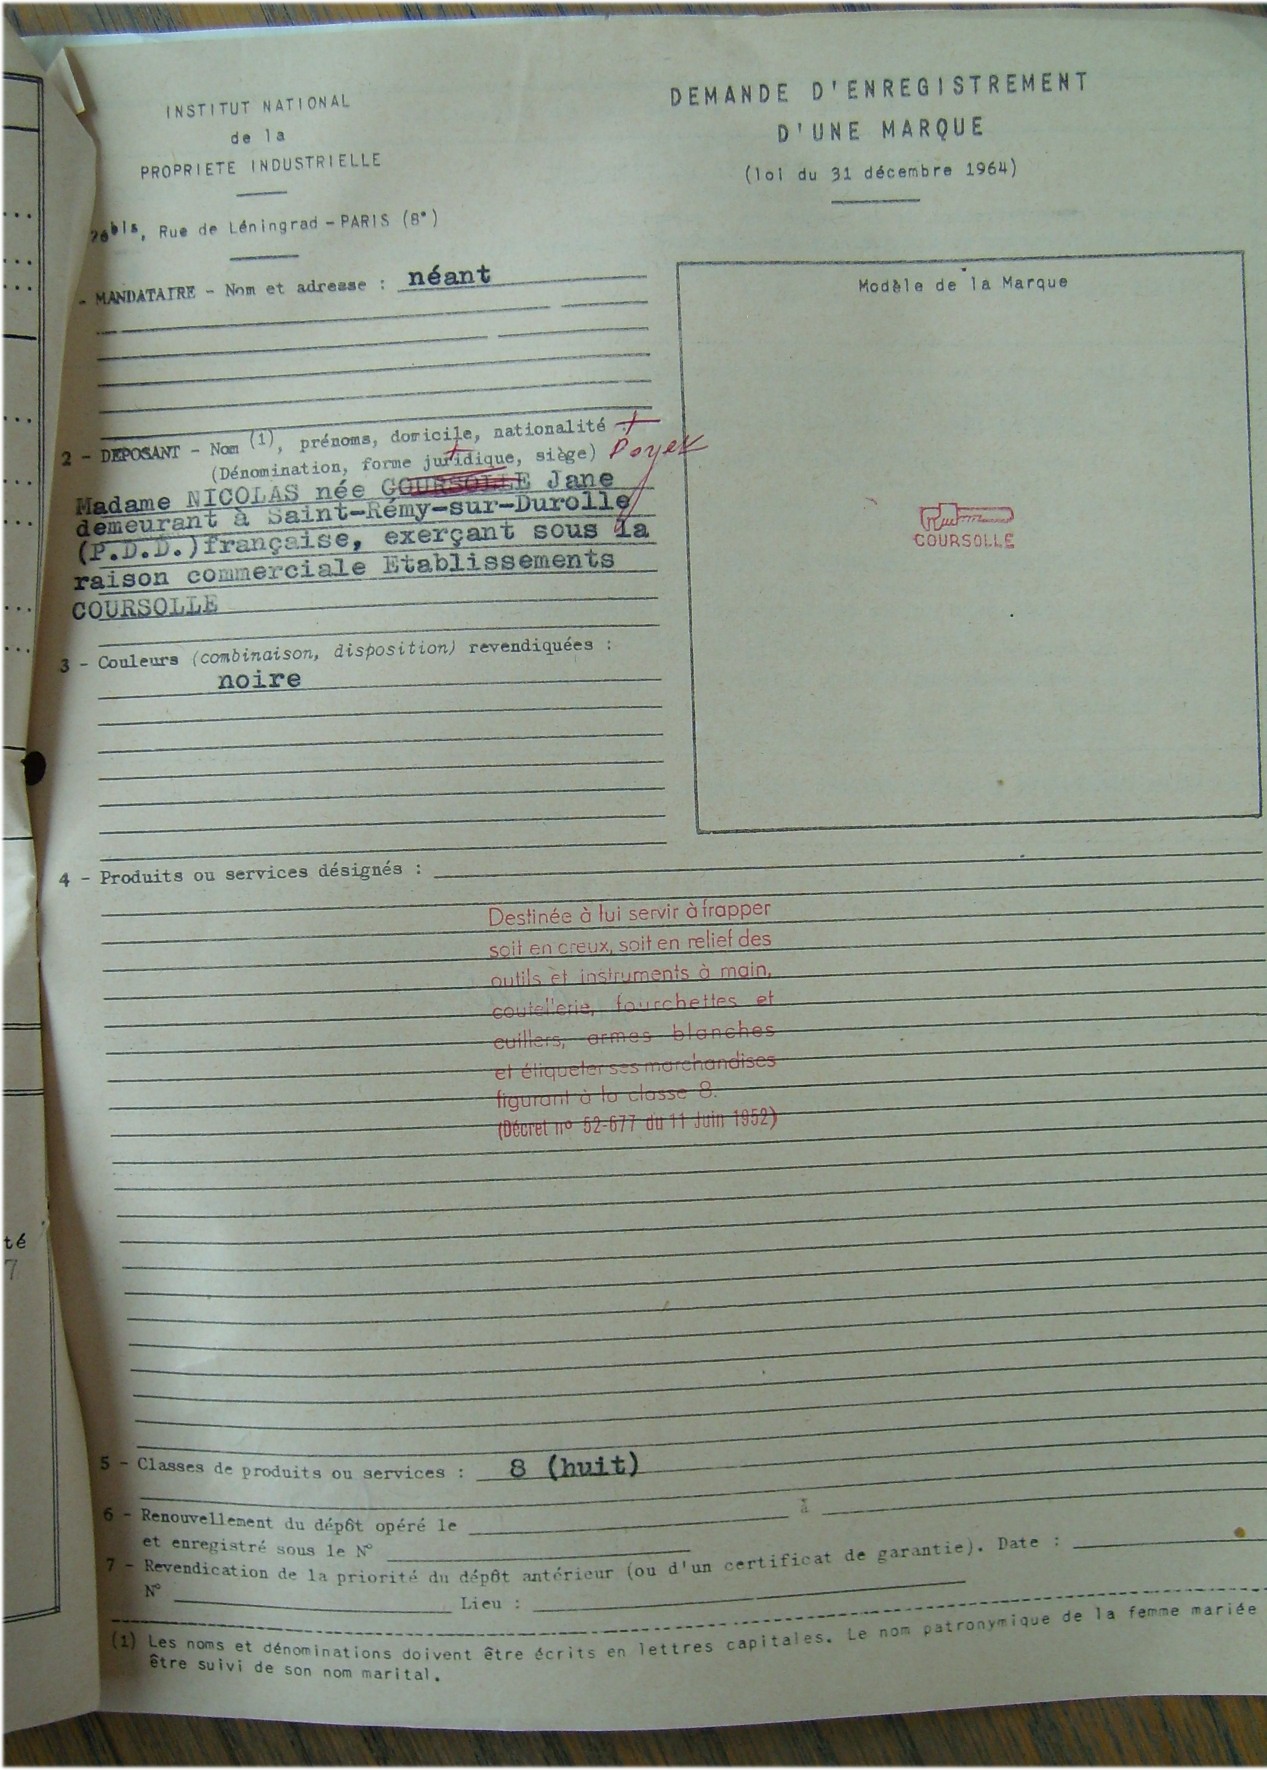 INSTITUT NATIONAL
de la
PROPRIETE INDUSTRIELLE
26bis, Rue de Léningrad - PARIS (8°)
DEMANDE D'ENREGISTREMENT
D'UNE MARQUE
(loi du 31 décembre 1964)
- MANDATAIRE - Nom et adresse : néant
2 - DEPOSANT - Nom (1), prénoms, domicile, nationalité :
(Dénomination, forme juridique, siège)
Madame NICOLAS née COURSOLLE Jane
demeurant à Saint-Rémy-sur-Durolle
(P.D.D.) française, exerçant sous la
raison commerciale Etablissements
COURSOLLE
3 - Couleurs (combinaison, disposition) revendiquées :
noire
Modèle de la Marque
COURSOLLE
4 - Produits ou services désignés :
Destinée à lui servir à frapper
soit en creux, soit en relief des
outils et instruments à main,
coutellerie, fourchettes et
cuillers, armes blanches
et étiqueter ses marchandises
figurant à la classe 8.
(Décret nº 52-677 du 11 Juin 1952)
té
7
5 - Classes de produits ou services : 8 (huit)
6 - Renouvellement du dépôt opéré le à
et enregistré sous le N°
7 - Revendication de la priorité du dépôt antérieur (ou d'un certificat de garantie). Date :
N° Lieu :
(1) Les noms et dénominations doivent être écrits en lettres capitales. Le nom patronymique de la femme mariée
être suivi de son nom marital.